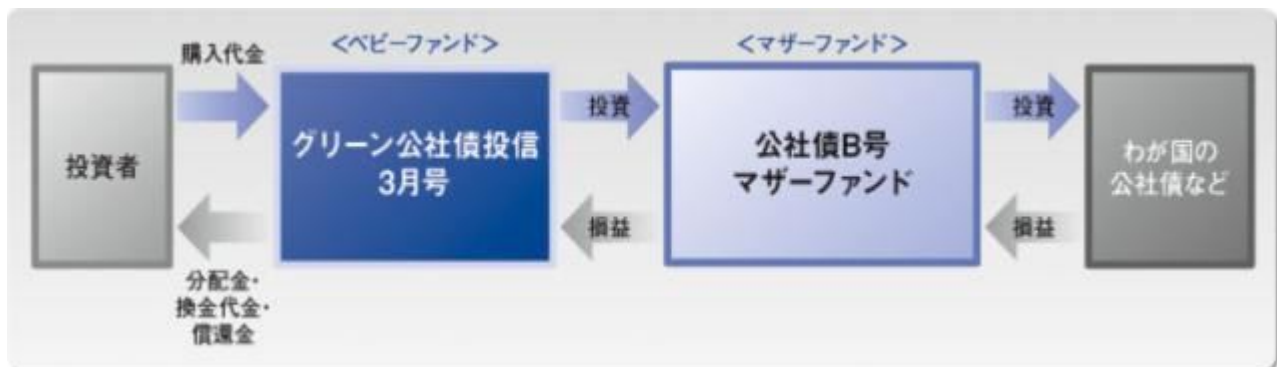 購入代金
<ベビーファンド>
<マザーファンド>
投資者
グリーン公社債投信
3月号
投資
公社債B号
マザーファンド
投資
わが国の
公社債など
損益
損益
分配金・
換金代金・
償還金